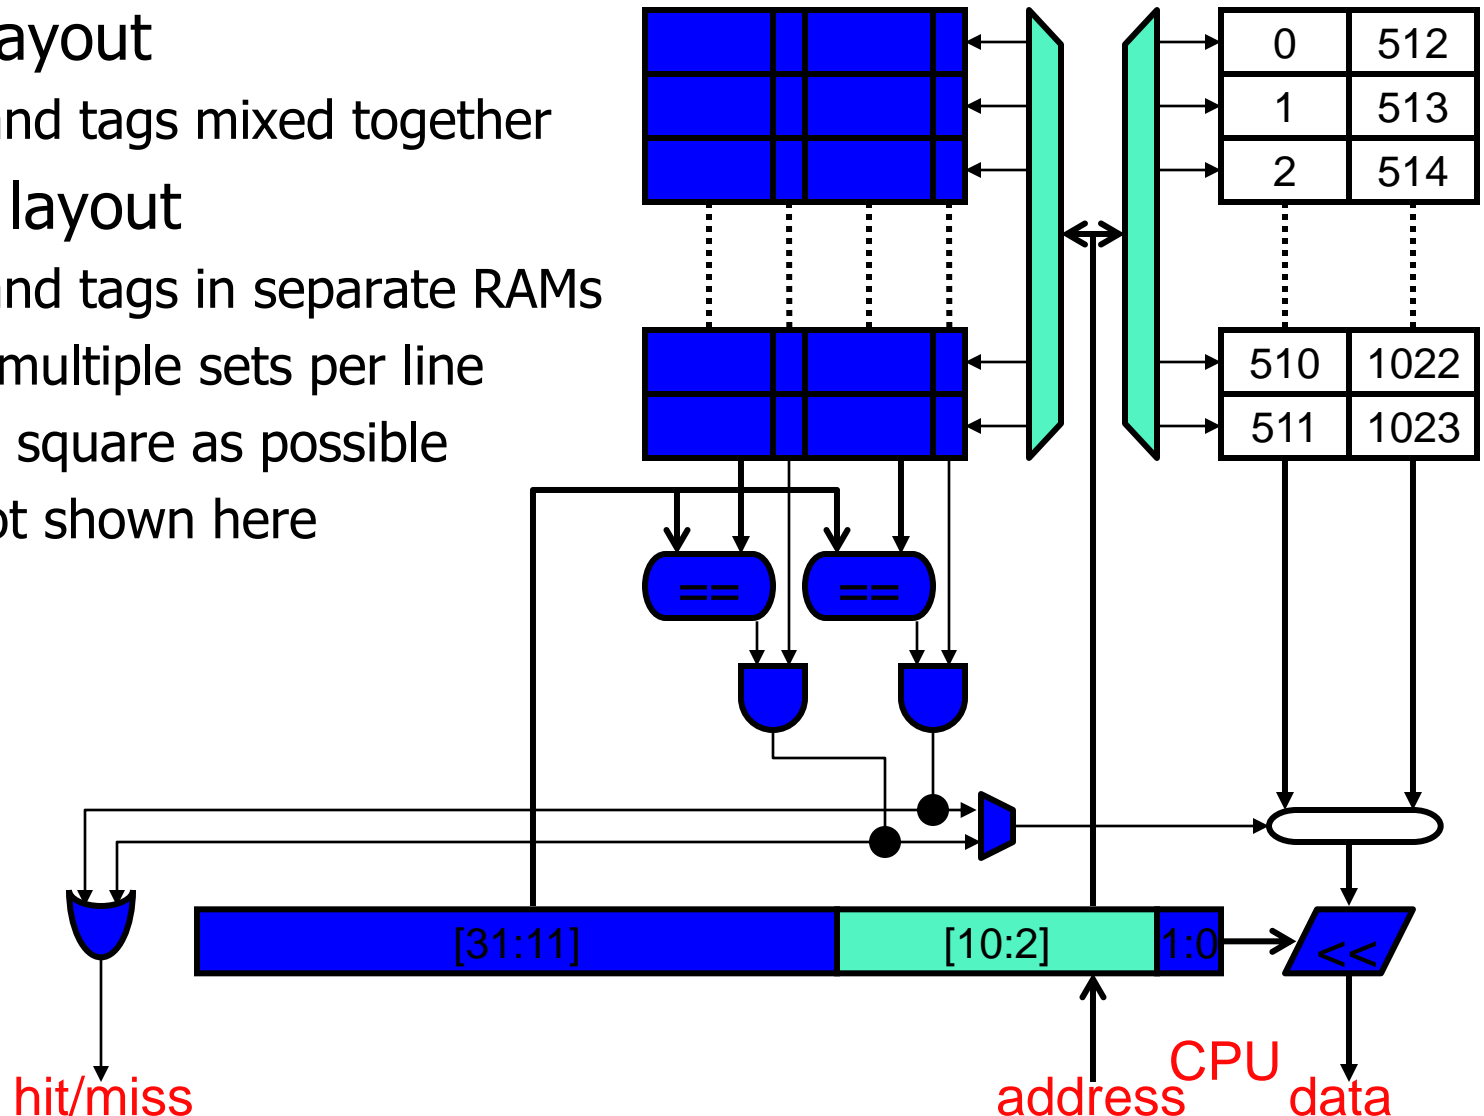 ayout
and tags mixed together
layout
and tags in separate RAMs
multiple sets per line
square as possible
ot shown here
0 512
1 513
2 514
510 1022
511 1023
== ==
[31:11] [10:2] 1:0 <<
CPU
hit/miss address data